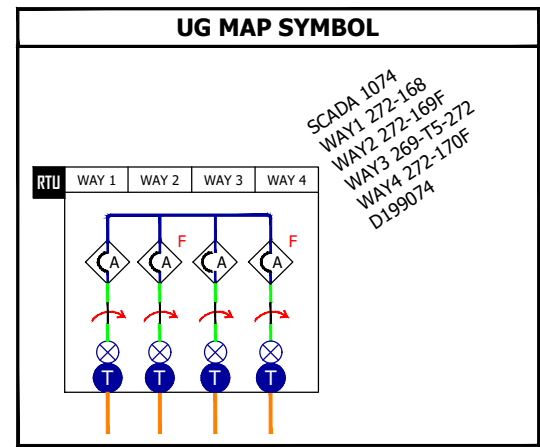 UG MAP SYMBOL
SCADA 1074
WAY1 272-168
WAY2 272-169F
WAY3 269-T5-272
WAY4 272-170F
D199074
RTU WAY 1 WAY 2 WAY 3 WAY 4
F F
A A A A
T T T T